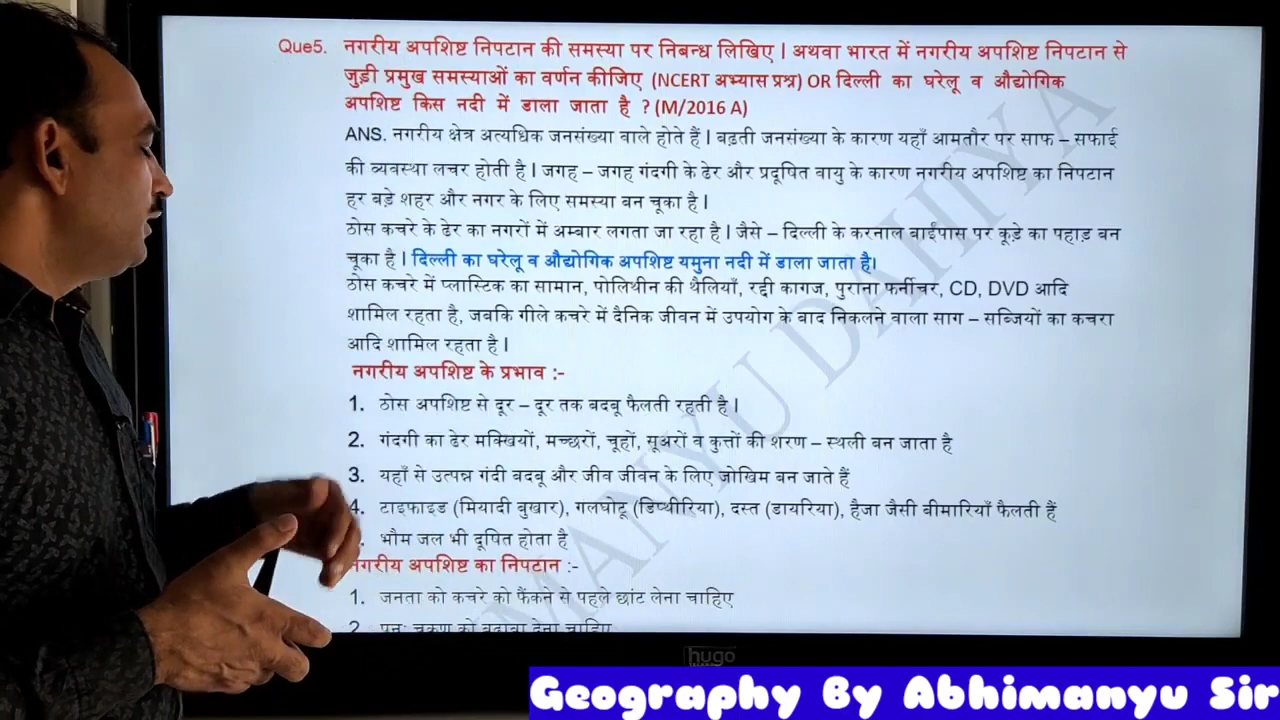 Que5. नगरीय अपशिष्ट निपटान की समस्या पर निबन्ध लिखिए | अथवा भारत में नगरीय अपशिष्ट निपटान से
जुड़ी प्रमुख समस्याओं का वर्णन कीजिए (NCERT अभ्यास प्रश्न) OR दिल्ली का घरेलू व औद्योगिक
अपशिष्ट किस नदी में डाला जाता है ? (M/2016 A)
ANS. नगरीय क्षेत्र अत्यधिक जनसंख्या वाले होते हैं | बढ़ती जनसंख्या के कारण यहाँ आमतौर पर साफ – सफाई
की व्यवस्था लचर होती है | जगह – जगह गंदगी के ढेर और प्रदूषित वायु के कारण नगरीय अपशिष्ट का निपटान
हर बड़े शहर और नगर के लिए समस्या बन चूका है |
ठोस कचरे के ढेर का नगरों में अम्बार लगता जा रहा है | जैसे – दिल्ली के करनाल बाईपास पर कूड़े का पहाड़ बन
चूका है | दिल्ली का घरेलू व औद्योगिक अपशिष्ट यमुना नदी में डाला जाता है।
ठोस कचरे में प्लास्टिक का सामान, पोलिथीन की थैलियाँ, रद्दी कागज, पुराना फर्नीचर, CD, DVD आदि
शामिल रहता है, जबकि गीले कचरे में दैनिक जीवन में उपयोग के बाद निकलने वाला साग – सब्जियों का कचरा
आदि शामिल रहता है |
नगरीय अपशिष्ट के प्रभाव :-
1. ठोस अपशिष्ट से दूर – दूर तक बदबू फैलती रहती है |
2. गंदगी का ढेर मक्खियों, मच्छरों, चूहों, सूअरों व कुत्तों की शरण – स्थली बन जाता है
3. यहाँ से उत्पन्न गंदी बदबू और जीव जीवन के लिए जोखिम बन जाते हैं
4. टाइफाइड (मियादी बुखार), गलघोटू (डिप्थीरिया), दस्त (डायरिया), हैजा जैसी बीमारियाँ फैलती हैं
भौम जल भी दूषित होता है
नगरीय अपशिष्ट का निपटान :-
1. जनता को कचरे को फैंकने से पहले छांट लेना चाहिए
2. पुनः चक्रण को बढ़ावा देना चाहिए
MANYU DAHIYA
hugo
Geography By Abhimanyu Sir